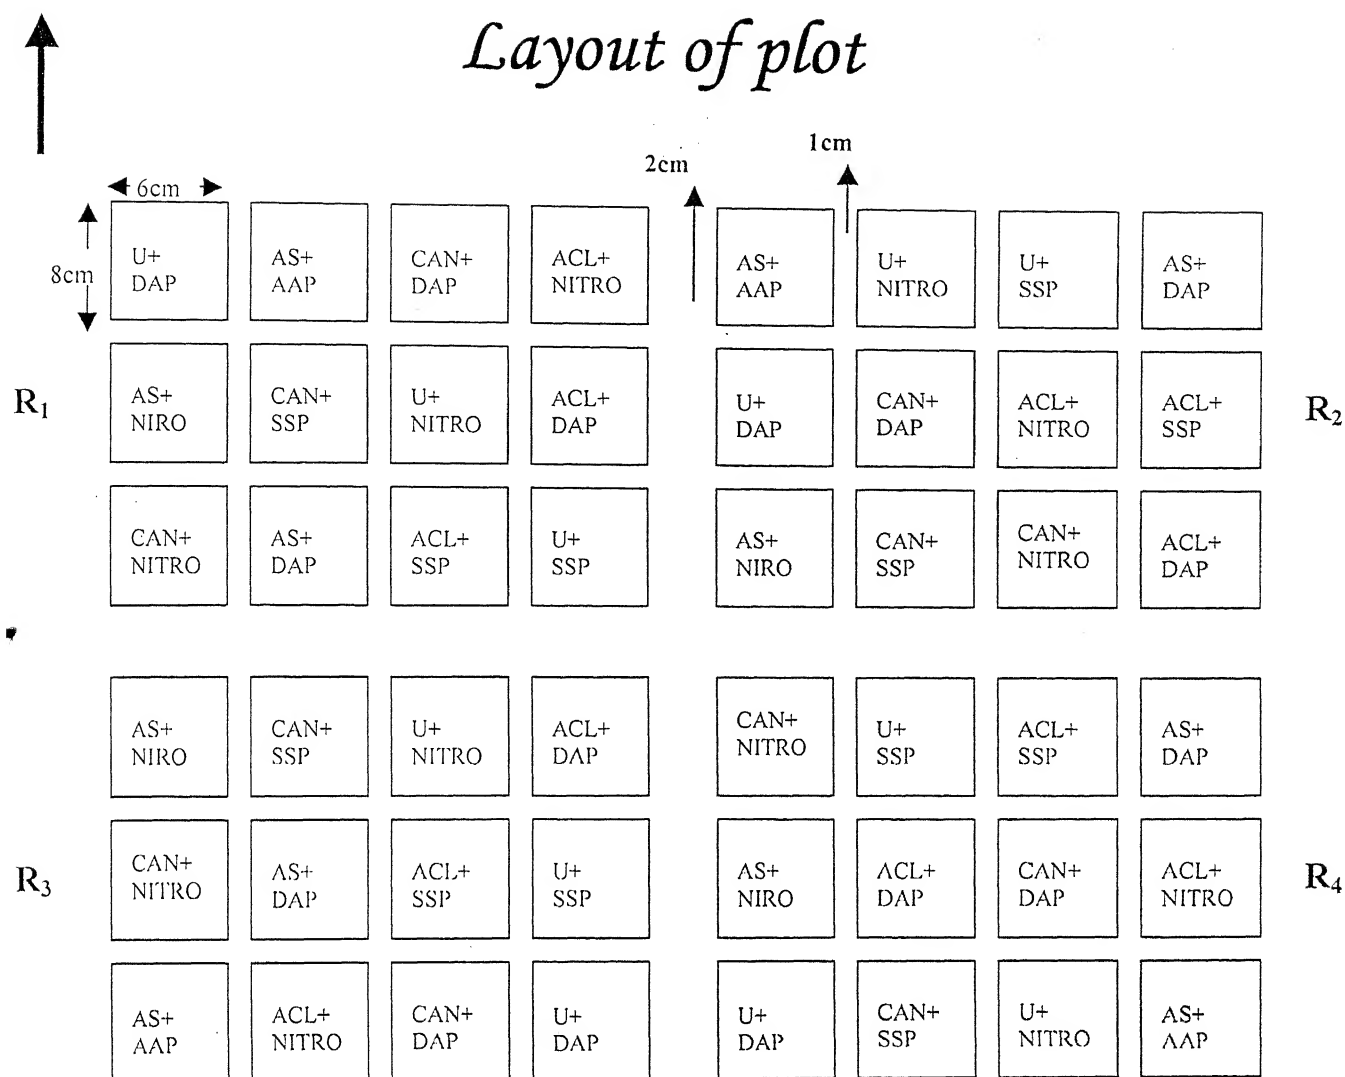 Layout of plot
1cm
2cm
6cm
8cm
U+
DAP
AS+
AAP
CAN+
DAP
ACL+
NITRO
AS+
AAP
U+
NITRO
U+
SSP
AS+
DAP
R1
AS+
NIRO
CAN+
SSP
U+
NITRO
ACL+
DAP
U+
DAP
CAN+
DAP
ACL+
NITRO
ACL+
SSP
R2
CAN+
NITRO
AS+
DAP
ACL+
SSP
U+
SSP
AS+
NIRO
CAN+
SSP
CAN+
NITRO
ACL+
DAP
AS+
NIRO
CAN+
SSP
U+
NITRO
ACL+
DAP
CAN+
NITRO
U+
SSP
ACL+
SSP
AS+
DAP
R3
CAN+
NITRO
AS+
DAP
ACL+
SSP
U+
SSP
AS+
NIRO
ACL+
DAP
CAN+
DAP
ACL+
NITRO
R4
AS+
AAP
ACL+
NITRO
CAN+
DAP
U+
DAP
U+
DAP
CAN+
SSP
U+
NITRO
AS+
AAP